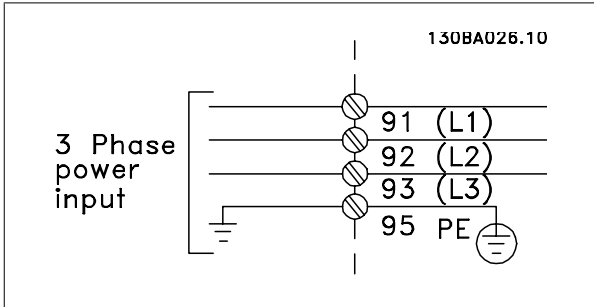 130BA026.10
3 Phase
power
input
91 (L1)
92 (L2)
93 (L3)
95 PE